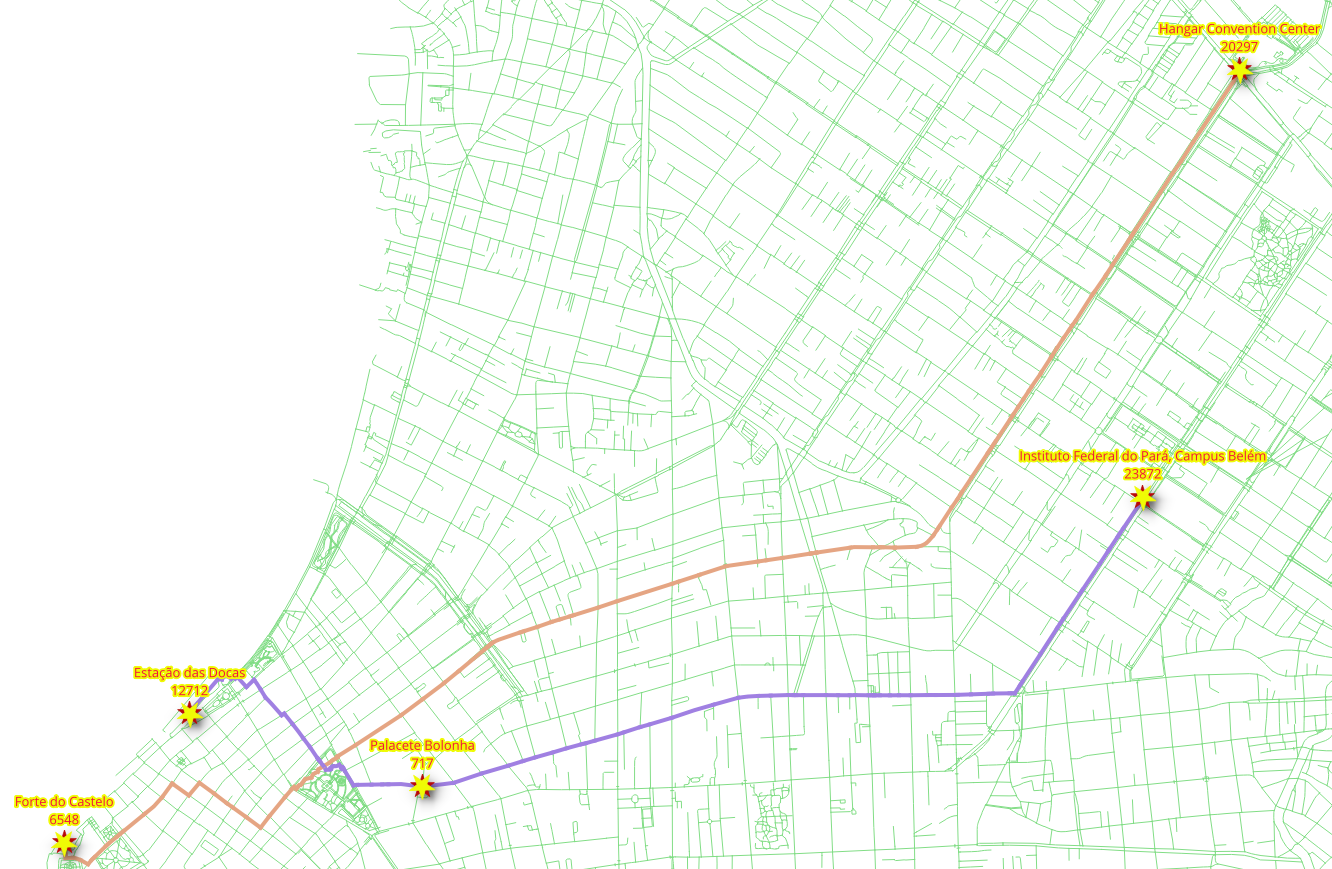 Hangar Convention Center
20297
Instituto Federal do Pará, Campus Belém
23872
Estação das Docas
12712
Palacete Bolonha
717
Forte do Castelo
6548